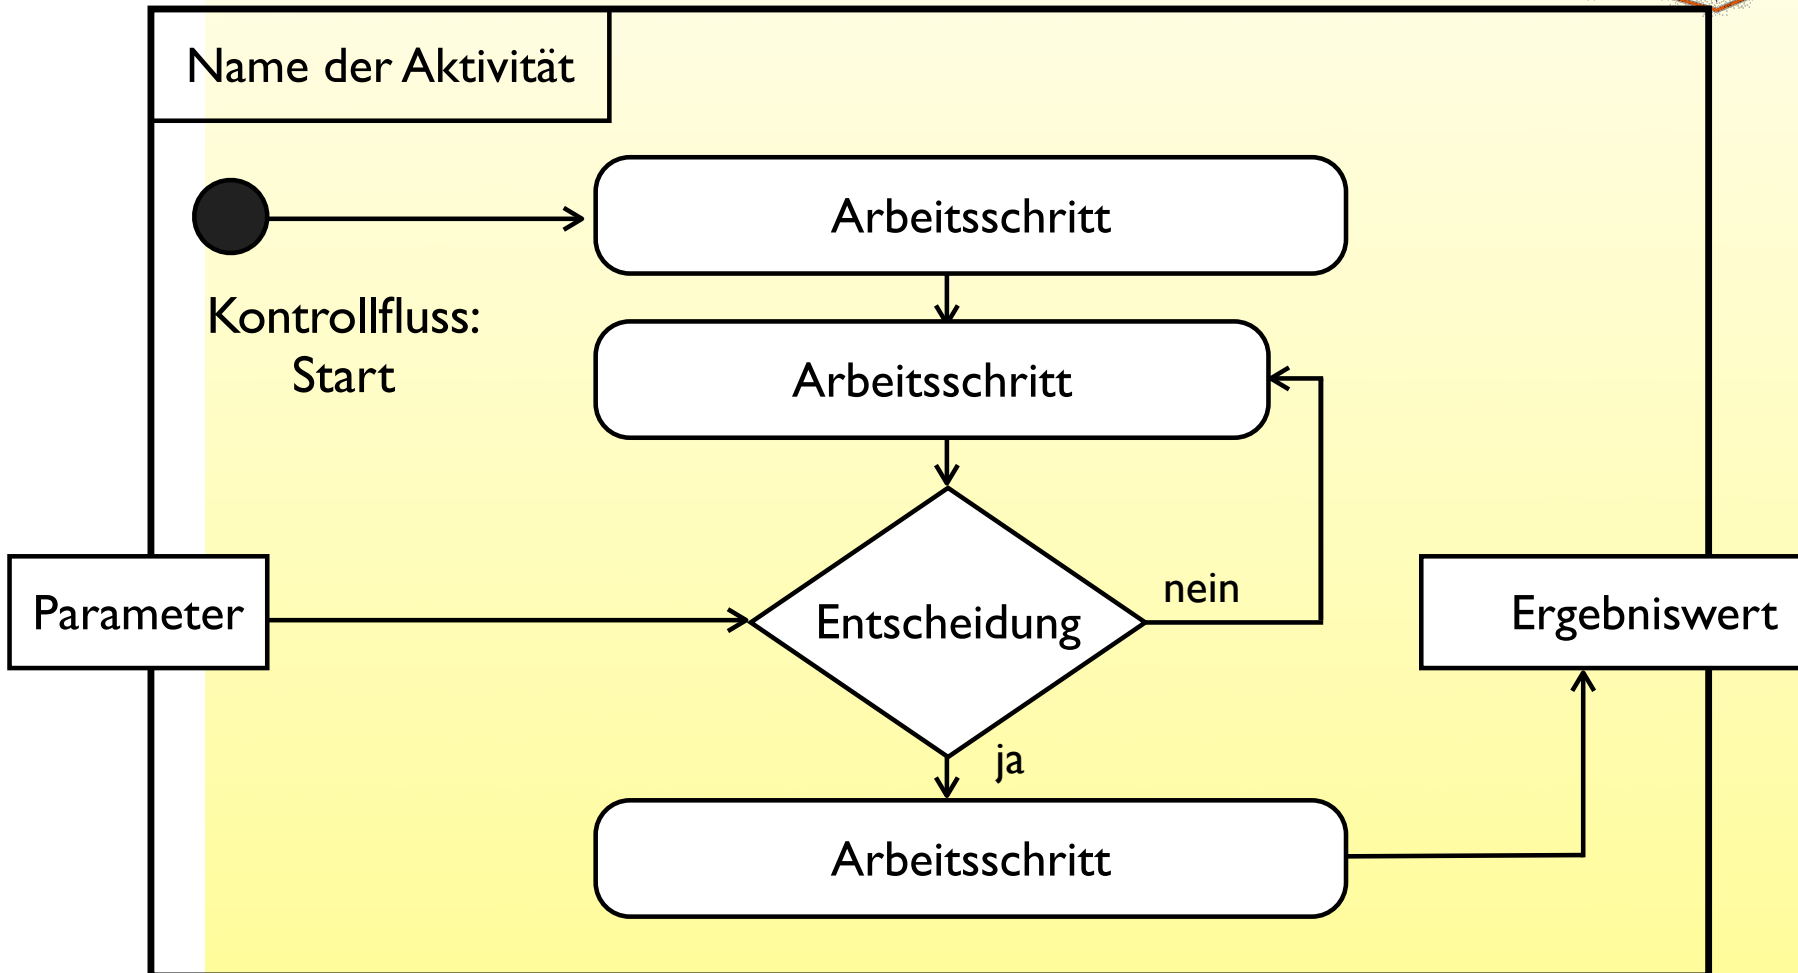 Name der Aktivität
Arbeitsschritt
Kontrollfluss:
Start
Arbeitsschritt
Parameter
Entscheidung
nein
Ergebniswert
ja
Arbeitsschritt